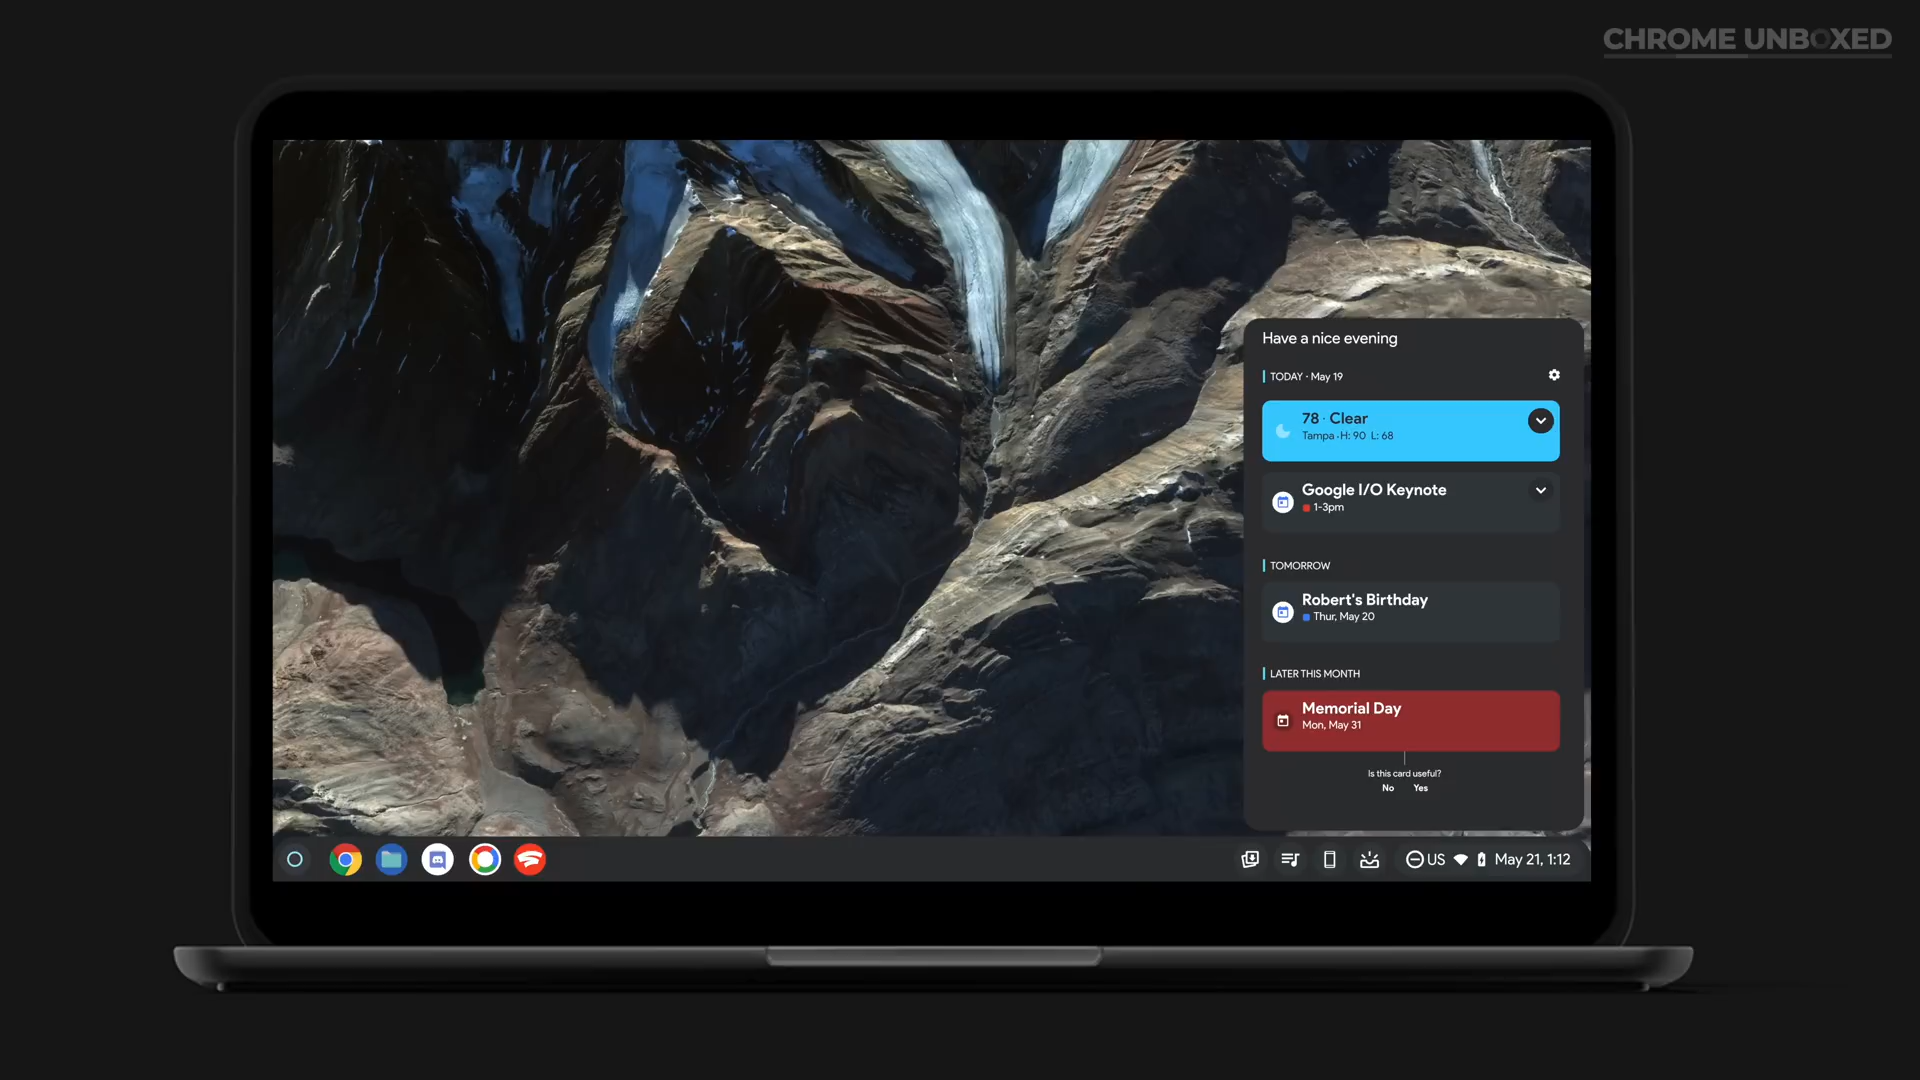 CHROME UNBOXED
Have a nice evening
TODAY · May 19
78 · Clear
Tampa · H: 90 L: 68
Google I/O Keynote
1-3pm
TOMORROW
Robert's Birthday
Thur, May 20
LATER THIS MONTH
Memorial Day
Mon, May 31
Is this card useful?
No Yes
US May 21, 1:12